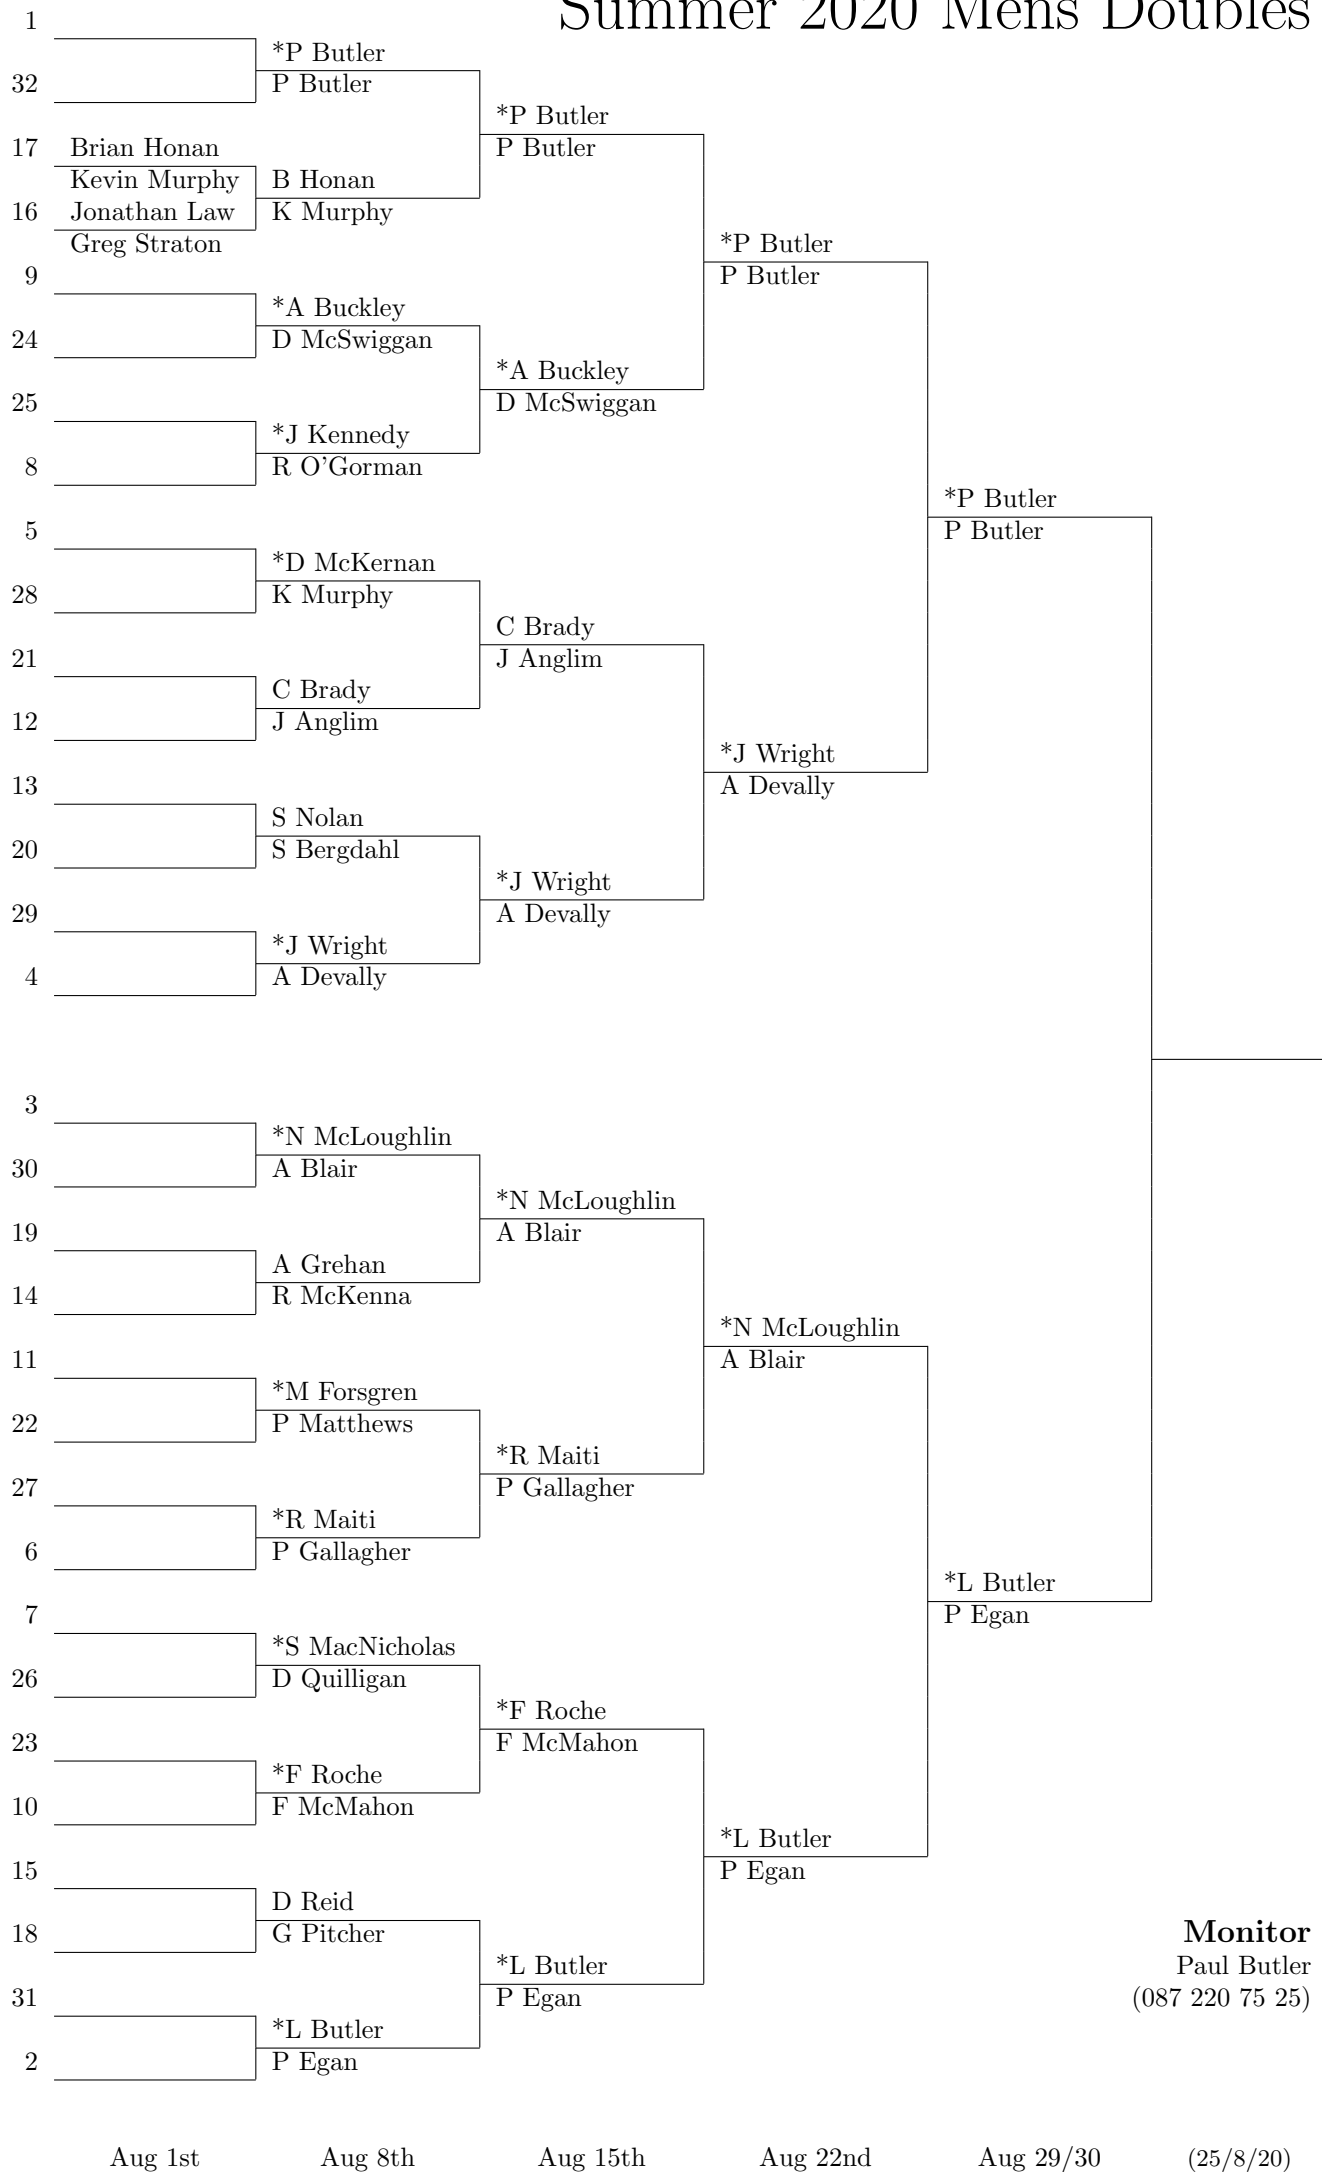 Summer 2020 Mens Doubles
1
*P Butler
32
P Butler
*P Butler
17
Brian Honan
P Butler
Kevin Murphy
B Honan
16
Jonathan Law
K Murphy
Greg Straton
*P Butler
9
P Butler
*A Buckley
24
D McSwiggan
*A Buckley
25
D McSwiggan
*J Kennedy
8
R O'Gorman
*P Butler
5
P Butler
*D McKernan
28
K Murphy
C Brady
21
J Anglim
C Brady
12
J Anglim
*J Wright
13
A Devally
S Nolan
20
S Bergdahl
*J Wright
29
A Devally
*J Wright
4
A Devally
3
*N McLoughlin
30
A Blair
*N McLoughlin
19
A Blair
A Grehan
14
R McKenna
*N McLoughlin
11
A Blair
*M Forsgren
22
P Matthews
*R Maiti
27
P Gallagher
*R Maiti
6
P Gallagher
*L Butler
7
P Egan
*S MacNicholas
26
D Quilligan
*F Roche
23
F McMahon
*F Roche
10
F McMahon
*L Butler
15
P Egan
D Reid
18
G Pitcher
Monitor
*L Butler
Paul Butler
31
P Egan
(087 220 75 25)
*L Butler
2
P Egan
Aug 1st
Aug 8th
Aug 15th
Aug 22nd
Aug 29/30
(25/8/20)